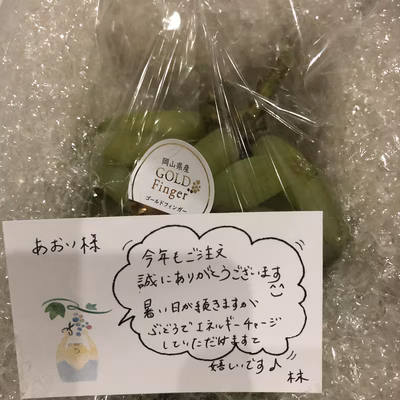 岡山県産
GOLD
Finger
ゴールドフィンガー
あおり様
今年もご注文
誠にありがとうございます
暑い日が続きますが
ぶどうでエネルギーチャージ
していただけますて
嬉しいです♪
林